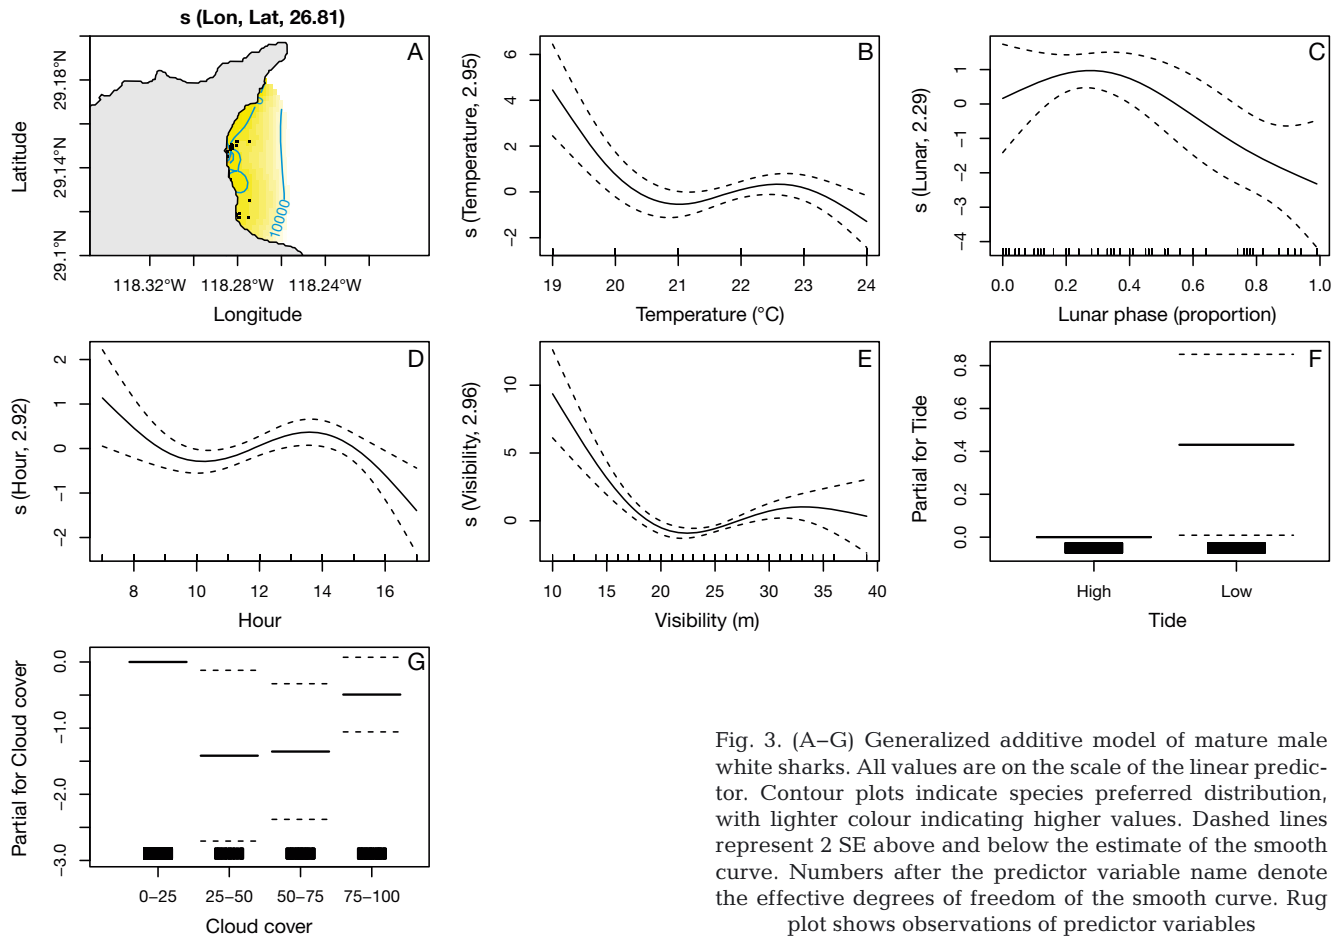 s (Lon, Lat, 26.81)
A
29.18°N
29.14°N
29.1°N
Latitude
10000
118.32°W 118.28°W 118.24°W
Longitude
B
6
4
2
0
−2
s (Temperature, 2.95)
19 20 21 22 23 24
Temperature (°C)
C
1
0
−1
−2
−3
−4
s (Lunar, 2.29)
0.0 0.2 0.4 0.6 0.8 1.0
Lunar phase (proportion)
D
2
1
0
−1
−2
s (Hour, 2.92)
8 10 12 14 16
Hour
E
10
5
0
s (Visibility, 2.96)
10 15 20 25 30 35 40
Visibility (m)
F
0.8
0.6
0.4
0.2
0.0
Partial for Tide
High Low
Tide
G
0.0
−1.0
−2.0
−3.0
Partial for Cloud cover
0−25 25−50 50−75 75−100
Cloud cover
Fig. 3. (A−G) Generalized additive model of mature male
white sharks. All values are on the scale of the linear predic-
tor. Contour plots indicate species preferred distribution,
with lighter colour indicating higher values. Dashed lines
represent 2 SE above and below the estimate of the smooth
curve. Numbers after the predictor variable name denote
the effective degrees of freedom of the smooth curve. Rug
plot shows observations of predictor variables